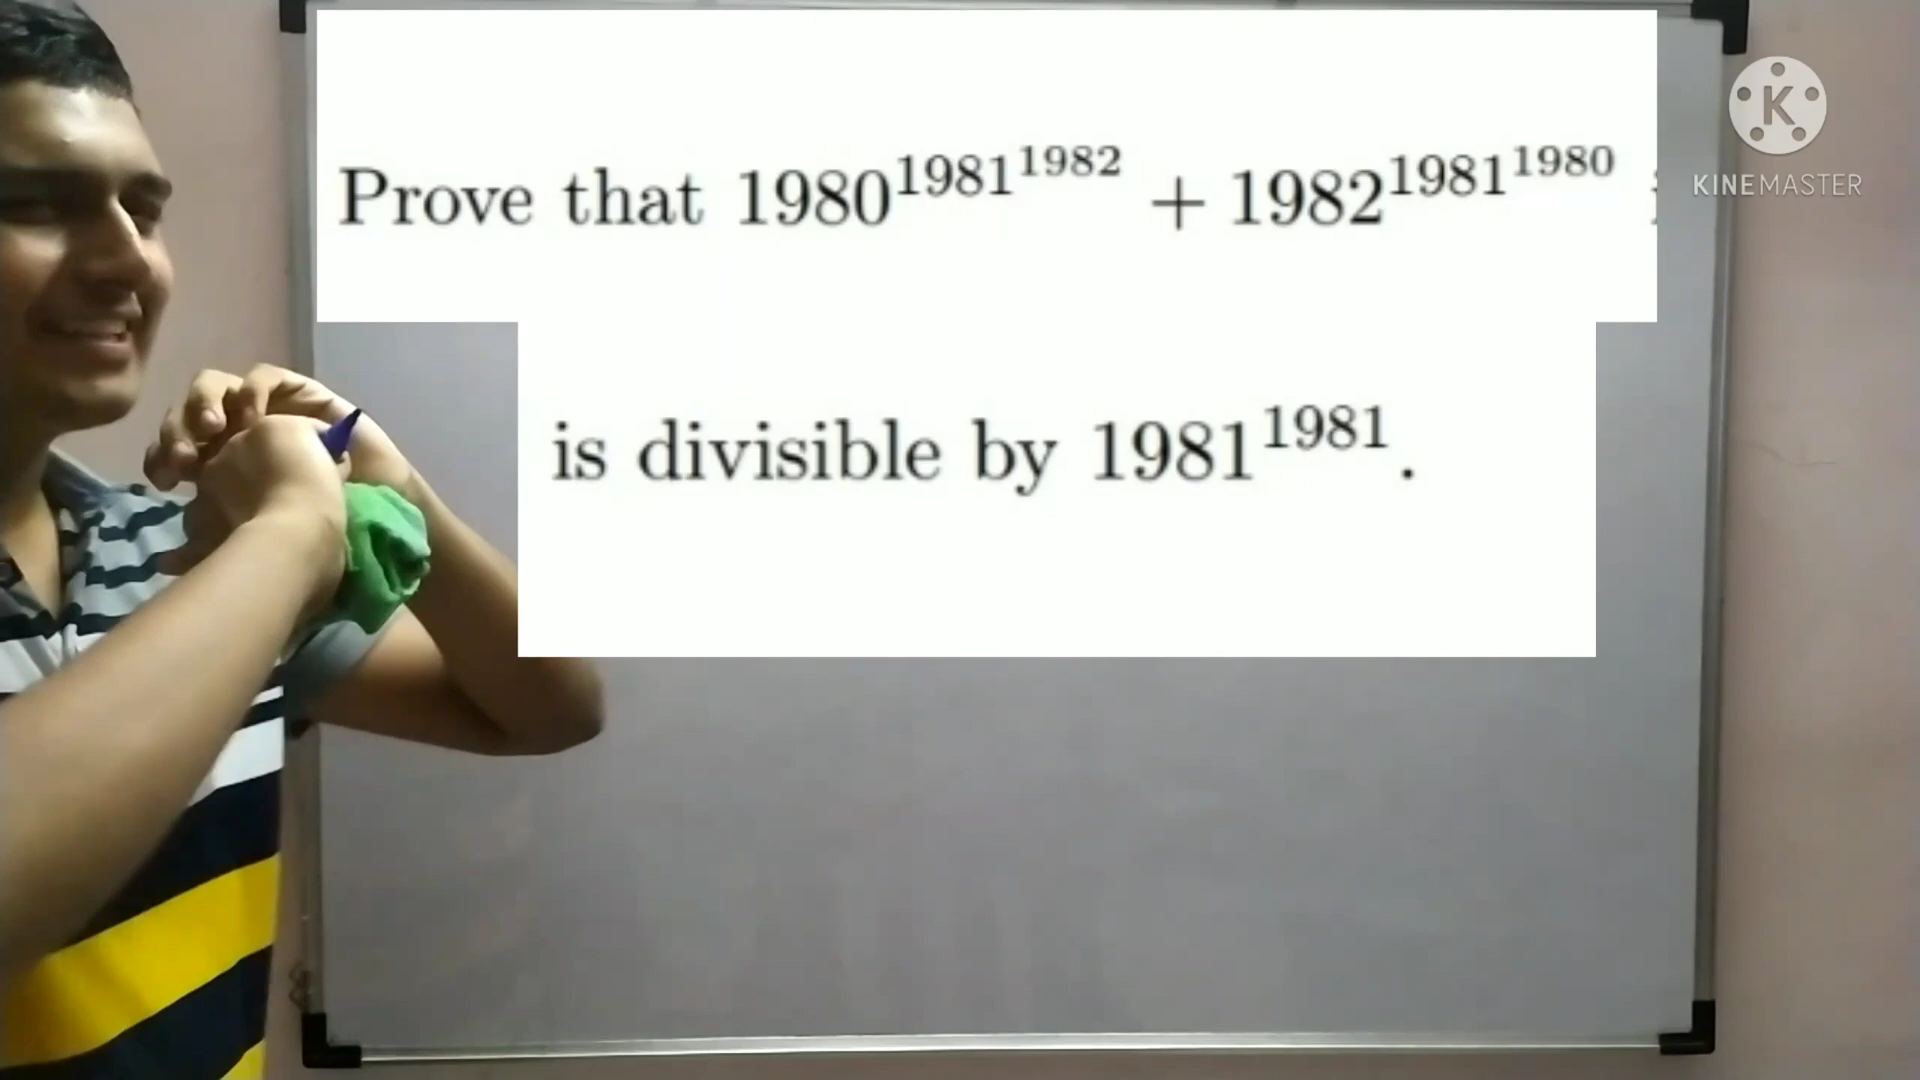 Prove that 1980^{1981^{1982}} + 1982^{1981^{1980}}
K
KINEMASTER
is divisible by 1981^{1981}.